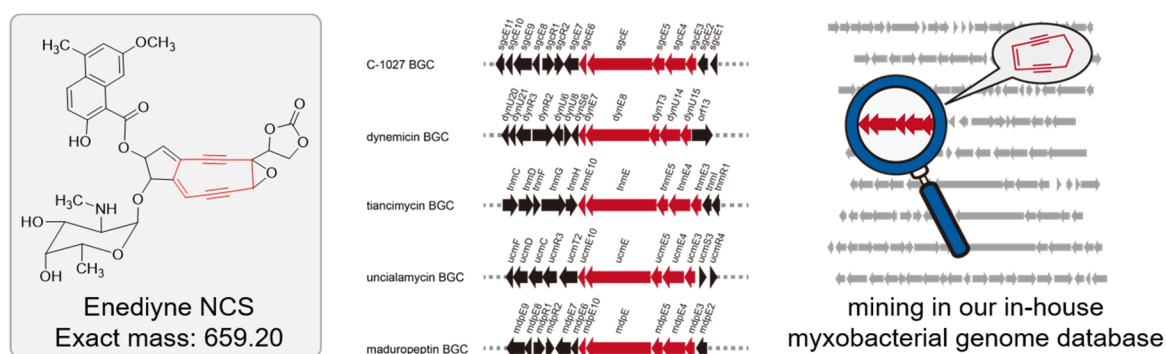 H₃C
OCH₃
O
HO
O
O
O
O
O
O
H₃C
NH
HO
O
O
OH
CH₃
Enediyne NCS
Exact mass: 659.20
sgcE11 sgcE10 sgcE9 sgcE8 sgcR1 sgcR2 sgcE7 sgcE6 sgcE sgcE5 sgcE4 sgcE3 sgcE2 sgcE1
C-1027 BGC
dynU20 dynU21 dynR3 dynR2 dynU6 dynU8 dynS6 dynE7 dynE8 dynT3 dynU14 dynU15 orf13
dynemicin BGC
tnmC tnmD tnmF tnmG tnmH tnmE10 tnmE tnmE5 tnmE4 tnmE3 tnmI tnmR1
tiancimycin BGC
ucmF ucmD ucmC ucmR3 ucmT2 ucmE10 ucmE ucmE5 ucmE4 ucmE3 ucmS3 ucmR4
uncialamycin BGC
mdpE9 mdpE8 mdpR1 mdpR2 mdpE7 mdpE6 mdpE10 mdpE mdpE5 mdpE4 mdpE3 mdpE2
maduropeptin BGC
mining in our in-house
myxobacterial genome database